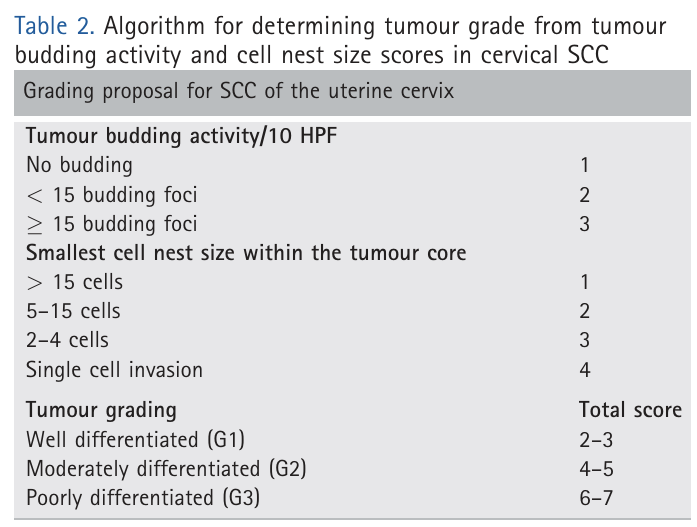 Table 2. Algorithm for determining tumour grade from tumour
budding activity and cell nest size scores in cervical SCC
Grading proposal for SCC of the uterine cervix
Tumour budding activity/10 HPF
No budding 1
< 15 budding foci 2
≥ 15 budding foci 3
Smallest cell nest size within the tumour core
> 15 cells 1
5–15 cells 2
2–4 cells 3
Single cell invasion 4
Tumour grading Total score
Well differentiated (G1) 2–3
Moderately differentiated (G2) 4–5
Poorly differentiated (G3) 6–7